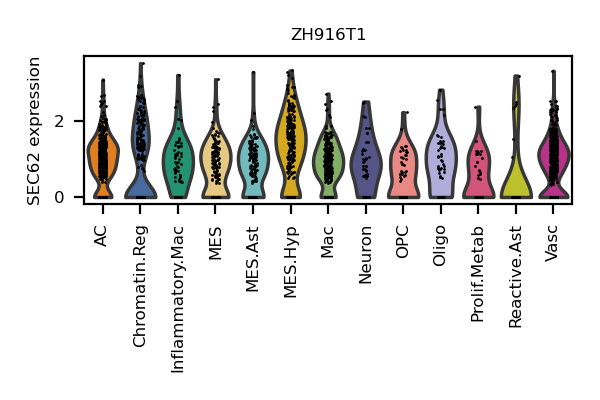 ZH916T1
SEC62 expression
2
0
AC
Chromatin.Reg
Inflammatory.Mac
MES
MES.Ast
MES.Hyp
Mac
Neuron
OPC
Oligo
Prolif.Metab
Reactive.Ast
Vasc